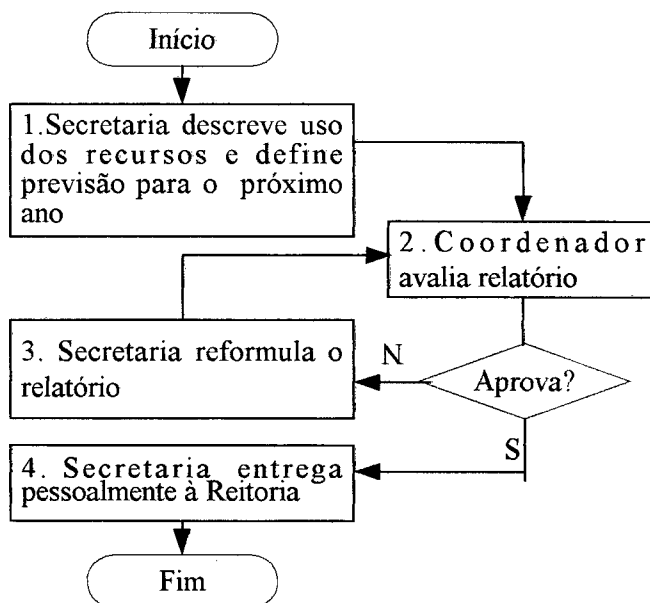 Início
1.Secretaria descreve uso
dos recursos e define
previsão para o próximo
ano
2.Coordenador
avalia relatório
3. Secretaria reformula o
relatório
N
Aprova?
S
4. Secretaria entrega
pessoalmente à Reitoria
Fim